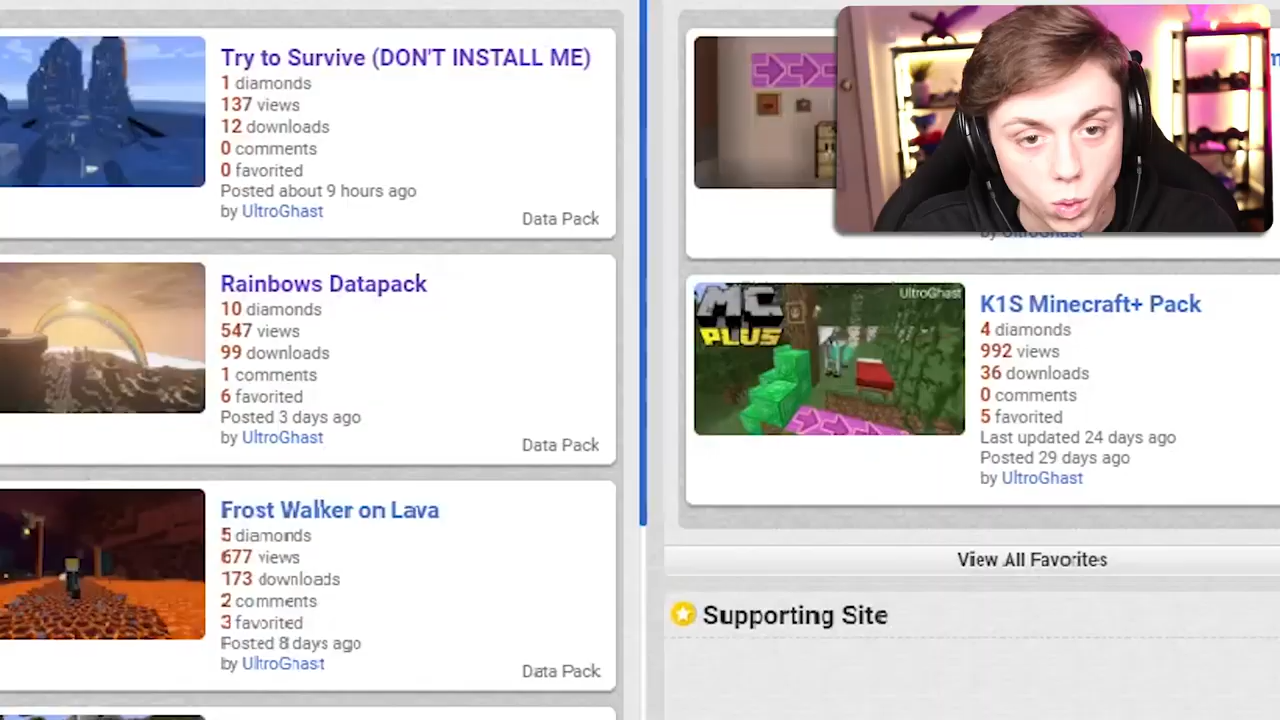 Try to Survive (DON'T INSTALL ME)
1 diamonds
137 views
12 downloads
0 comments
0 favorited
Posted about 9 hours ago
by UltroGhast
Data Pack
Rainbows Datapack
10 diamonds
547 views
99 downloads
1 comments
6 favorited
Posted 3 days ago
by UltroGhast
Data Pack
Frost Walker on Lava
5 diamonds
677 views
173 downloads
2 comments
3 favorited
Posted 8 days ago
by UltroGhast
Data Pack
by UltroGhast
MC
PLUS
UltroGhast
K1S Minecraft+ Pack
4 diamonds
992 views
36 downloads
0 comments
5 favorited
Last updated 24 days ago
Posted 29 days ago
by UltroGhast
View All Favorites
Supporting Site